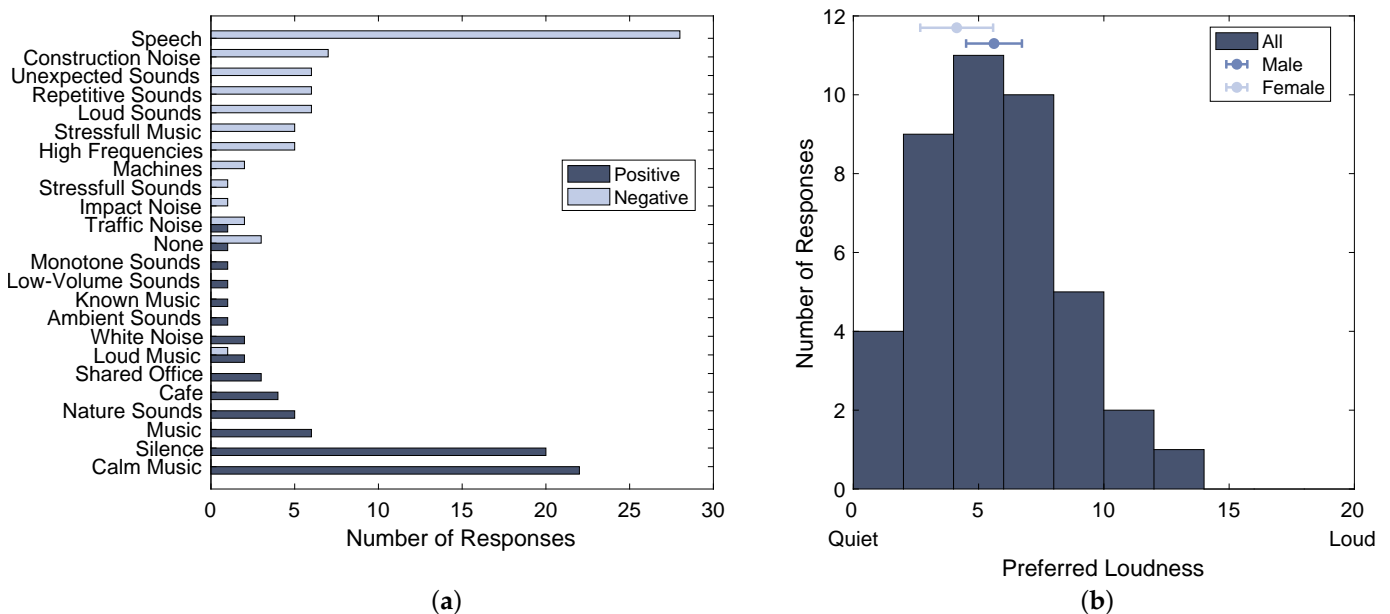 Speech
Construction Noise
Unexpected Sounds
Repetitive Sounds
Loud Sounds
Stressfull Music
High Frequencies
Machines
Stressfull Sounds
Impact Noise
Traffic Noise
None
Monotone Sounds
Low-Volume Sounds
Known Music
Ambient Sounds
White Noise
Loud Music
Shared Office
Cafe
Nature Sounds
Music
Silence
Calm Music
0 5 10 15 20 25 30
Number of Responses
Positive
Negative
(a)
12
10
8
6
4
2
0
Number of Responses
All
Male
Female
0 5 10 15 20
Quiet Loud
Preferred Loudness
(b)